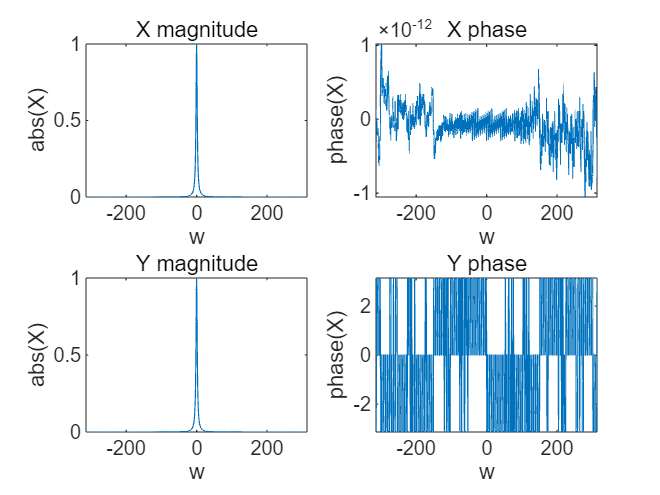 X magnitude
abs(X)
1
0.5
0
-200
0
200
w
×10-12
X phase
phase(X)
1
0
-1
-200
0
200
w
Y magnitude
abs(X)
1
0.5
0
-200
0
200
w
Y phase
phase(X)
2
0
-2
-200
0
200
w